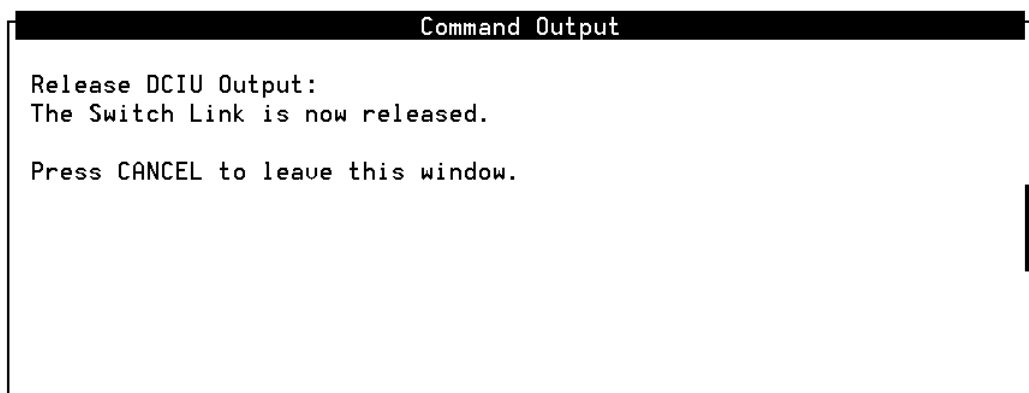 Command Output
Release DCIU Output:
The Switch Link is now released.
Press CANCEL to leave this window.